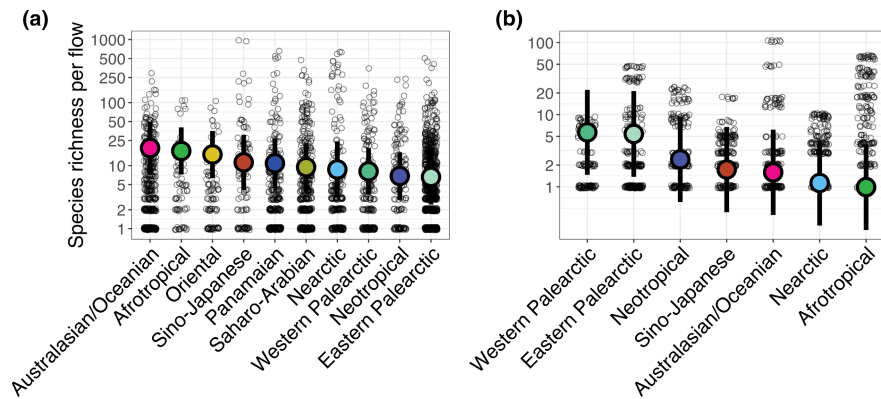 (a)
Species richness per flow
1000
500
250
100
50
25
10
5
2
1
Australasian/Oceanian
Afrotropical
Oriental
Sino-Japanese
Panamaian
Saharo-Arabian
Nearctic
Western Palearctic
Neotropical
Eastern Palearctic
(b)
100
50
20
10
5
2
1
Western Palearctic
Eastern Palearctic
Neotropical
Sino-Japanese
Australasian/Oceanian
Nearctic
Afrotropical